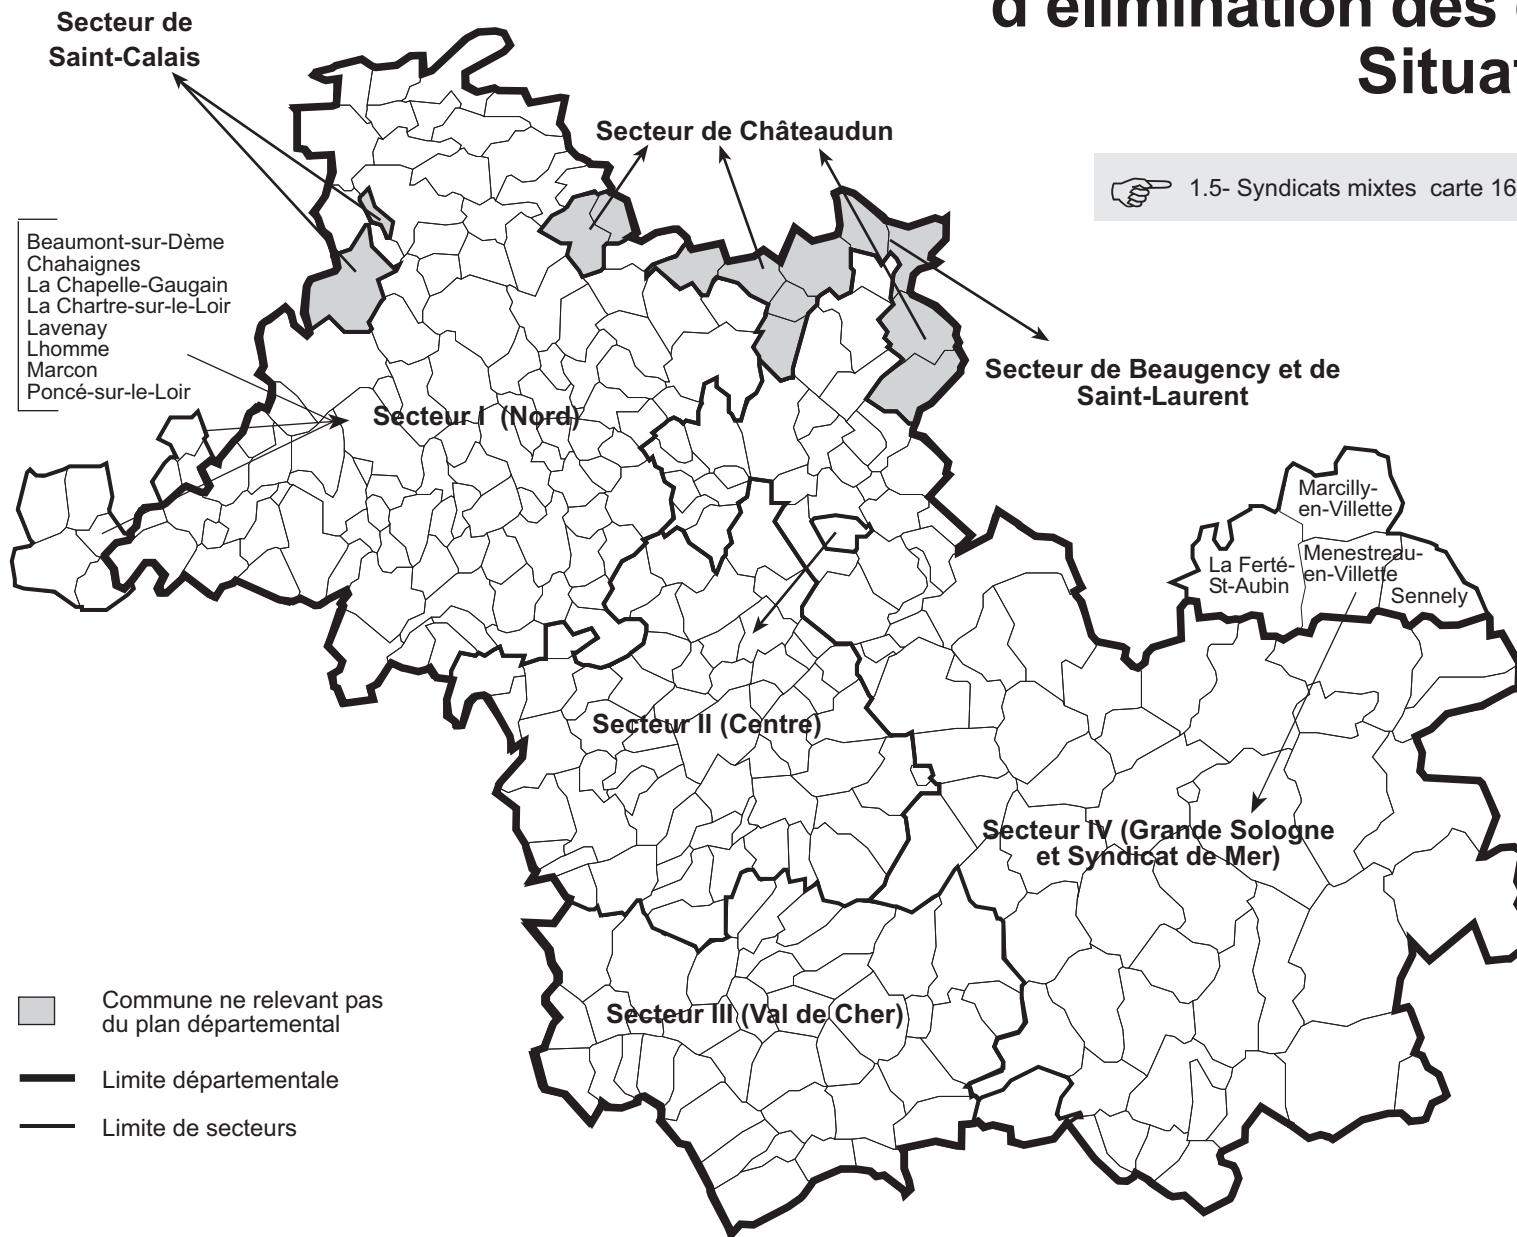 d'élimination des
Situat
Secteur de
Saint-Calais
Secteur de Châteaudun
1.5- Syndicats mixtes carte 16
Beaumont-sur-Dème
Chahaignes
La Chapelle-Gaugain
La Chartre-sur-le-Loir
Lavenay
Lhomme
Marcon
Poncé-sur-le-Loir
Secteur de Beaugency et de
Saint-Laurent
Secteur I (Nord)
Marcilly-
en-Villette
La Ferté-
St-Aubin
Menestreau-
en-Villette
Sennely
Secteur II (Centre)
Secteur IV (Grande Sologne
et Syndicat de Mer)
Secteur III (Val de Cher)
Commune ne relevant pas
du plan départemental
Limite départementale
Limite de secteurs